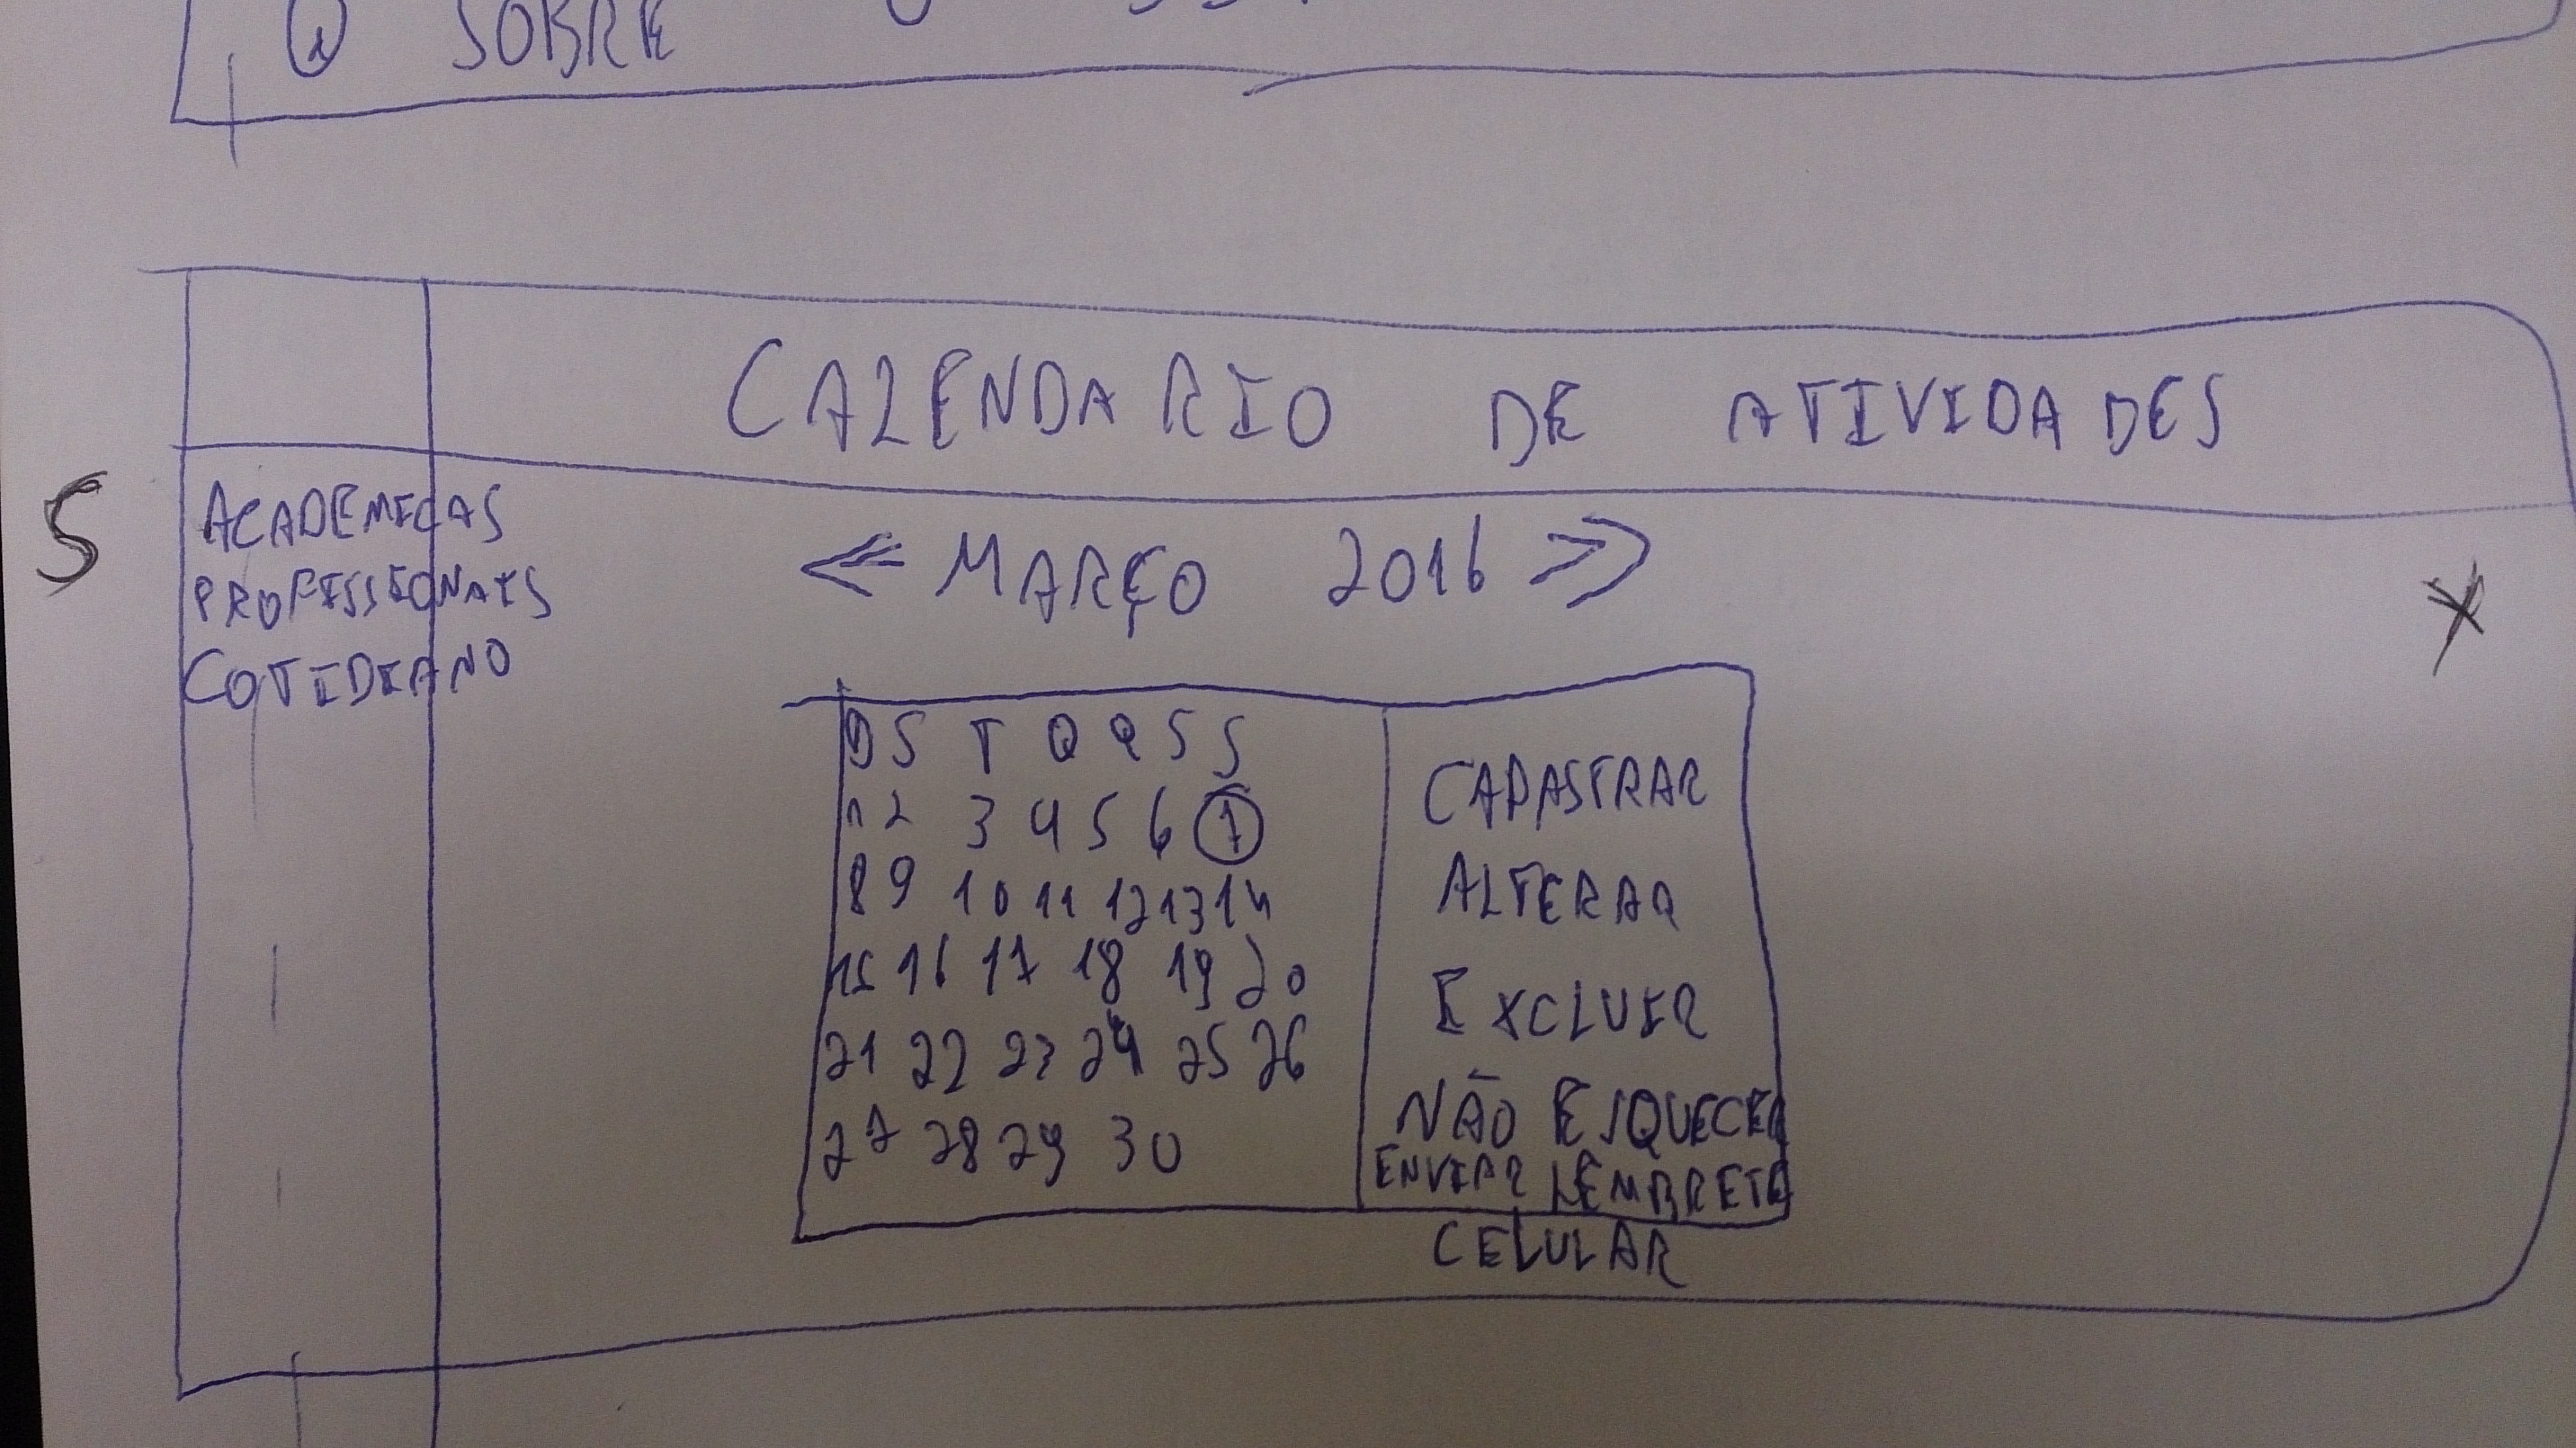 SOBRE
CALENDARIO DE ATIVIDADES
5
ACADEMICAS
PROFISSIONAIS
COTIDIANO
<< MARÇO 2016 >>
X
D S T Q Q S S
1 2 3 4 5 6 7
8 9 10 11 12 13 14
15 16 17 18 19 20
21 22 23 24 25 26
27 28 29 30
CADASTRAR
ALTERAR
EXCLUIR
NÃO ESQUECER
ENVIAR LEMBRETE
CELULAR